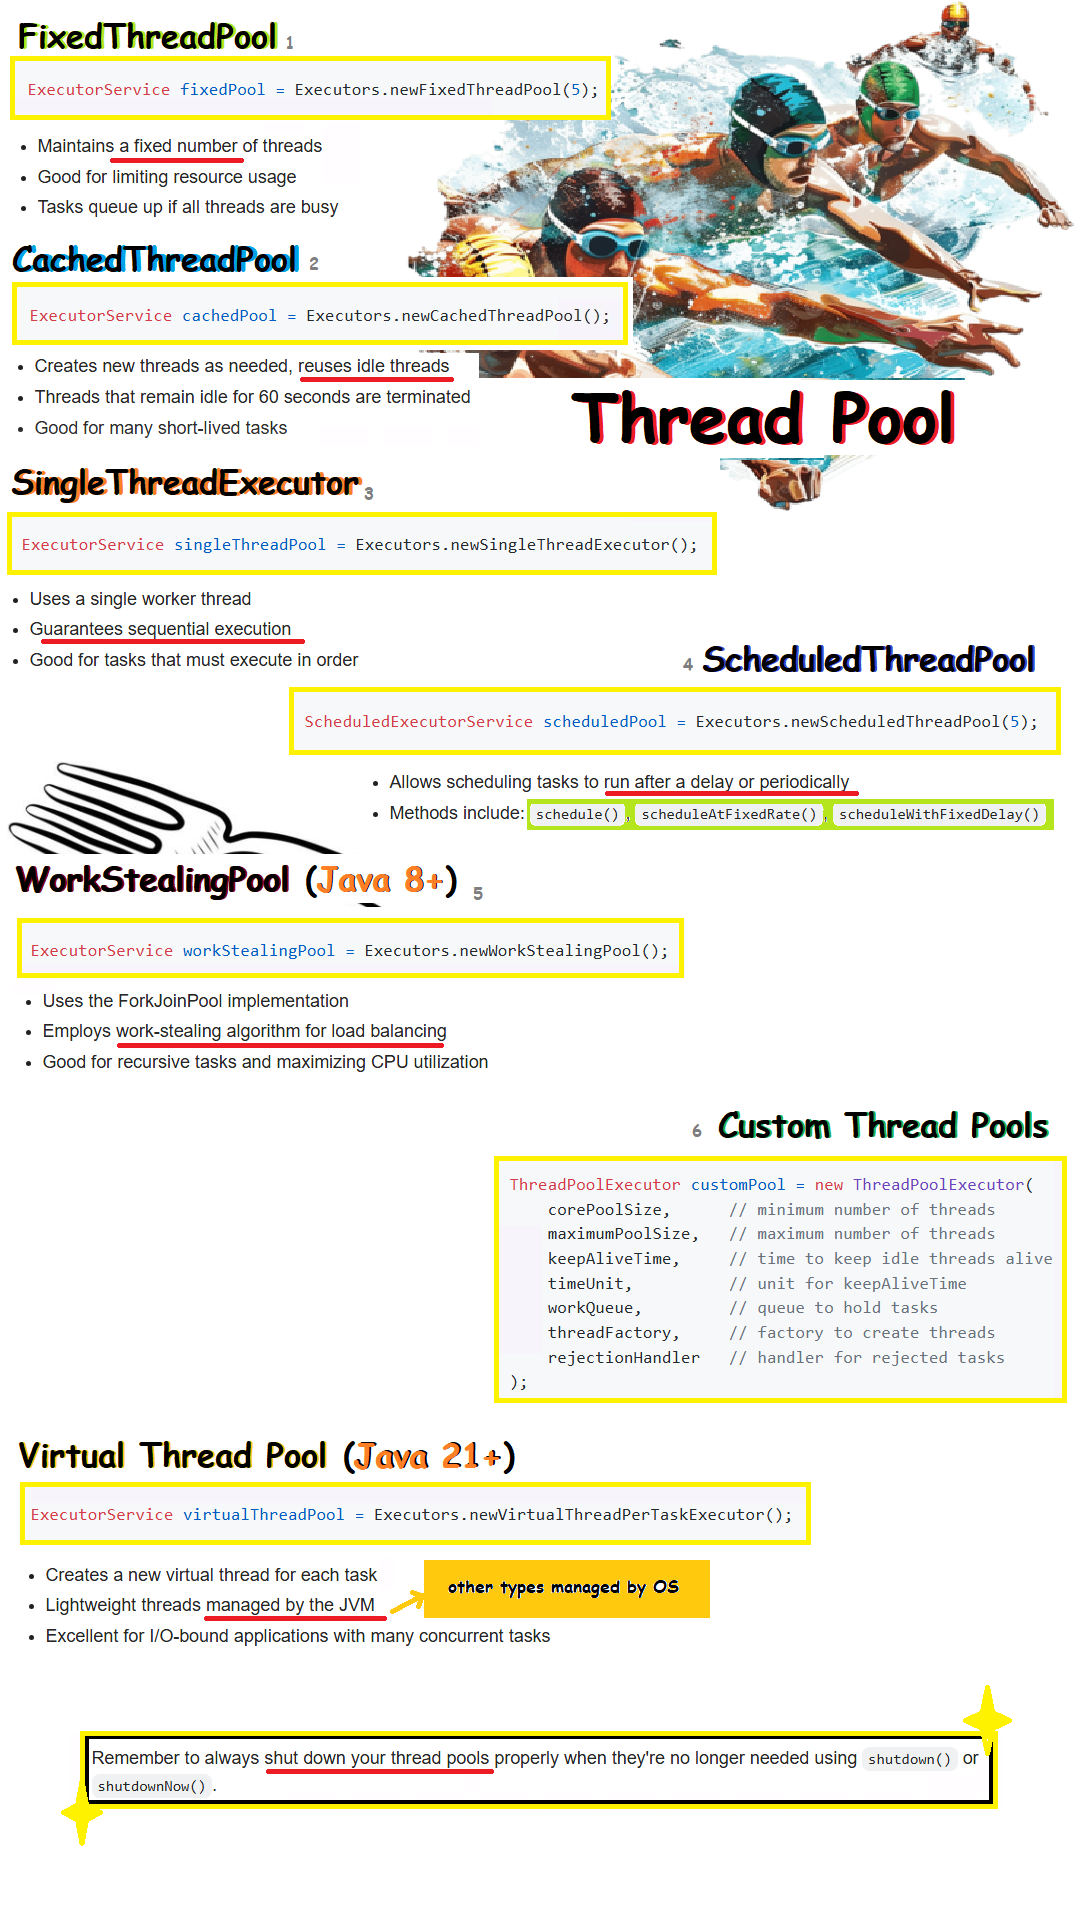 FixedThreadPool 1
ExecutorService fixedPool = Executors.newFixedThreadPool(5);
• Maintains a fixed number of threads
• Good for limiting resource usage
• Tasks queue up if all threads are busy
CachedThreadPool 2
ExecutorService cachedPool = Executors.newCachedThreadPool();
• Creates new threads as needed, reuses idle threads
• Threads that remain idle for 60 seconds are terminated
• Good for many short-lived tasks
Thread Pool
SingleThreadExecutor 3
ExecutorService singleThreadPool = Executors.newSingleThreadExecutor();
• Uses a single worker thread
• Guarantees sequential execution
• Good for tasks that must execute in order
4 ScheduledThreadPool
ScheduledExecutorService scheduledPool = Executors.newScheduledThreadPool(5);
• Allows scheduling tasks to run after a delay or periodically
• Methods include: schedule(), scheduleAtFixedRate(), scheduleWithFixedDelay()
WorkStealingPool (Java 8+) 5
ExecutorService workStealingPool = Executors.newWorkStealingPool();
• Uses the ForkJoinPool implementation
• Employs work-stealing algorithm for load balancing
• Good for recursive tasks and maximizing CPU utilization
6 Custom Thread Pools
ThreadPoolExecutor customPool = new ThreadPoolExecutor(
corePoolSize, // minimum number of threads
maximumPoolSize, // maximum number of threads
keepAliveTime, // time to keep idle threads alive
timeUnit, // unit for keepAliveTime
workQueue, // queue to hold tasks
threadFactory, // factory to create threads
rejectionHandler // handler for rejected tasks
);
Virtual Thread Pool (Java 21+)
ExecutorService virtualThreadPool = Executors.newVirtualThreadPerTaskExecutor();
• Creates a new virtual thread for each task
• Lightweight threads managed by the JVM
other types managed by OS
• Excellent for I/O-bound applications with many concurrent tasks
Remember to always shut down your thread pools properly when they're no longer needed using shutdown() or
shutdownNow().